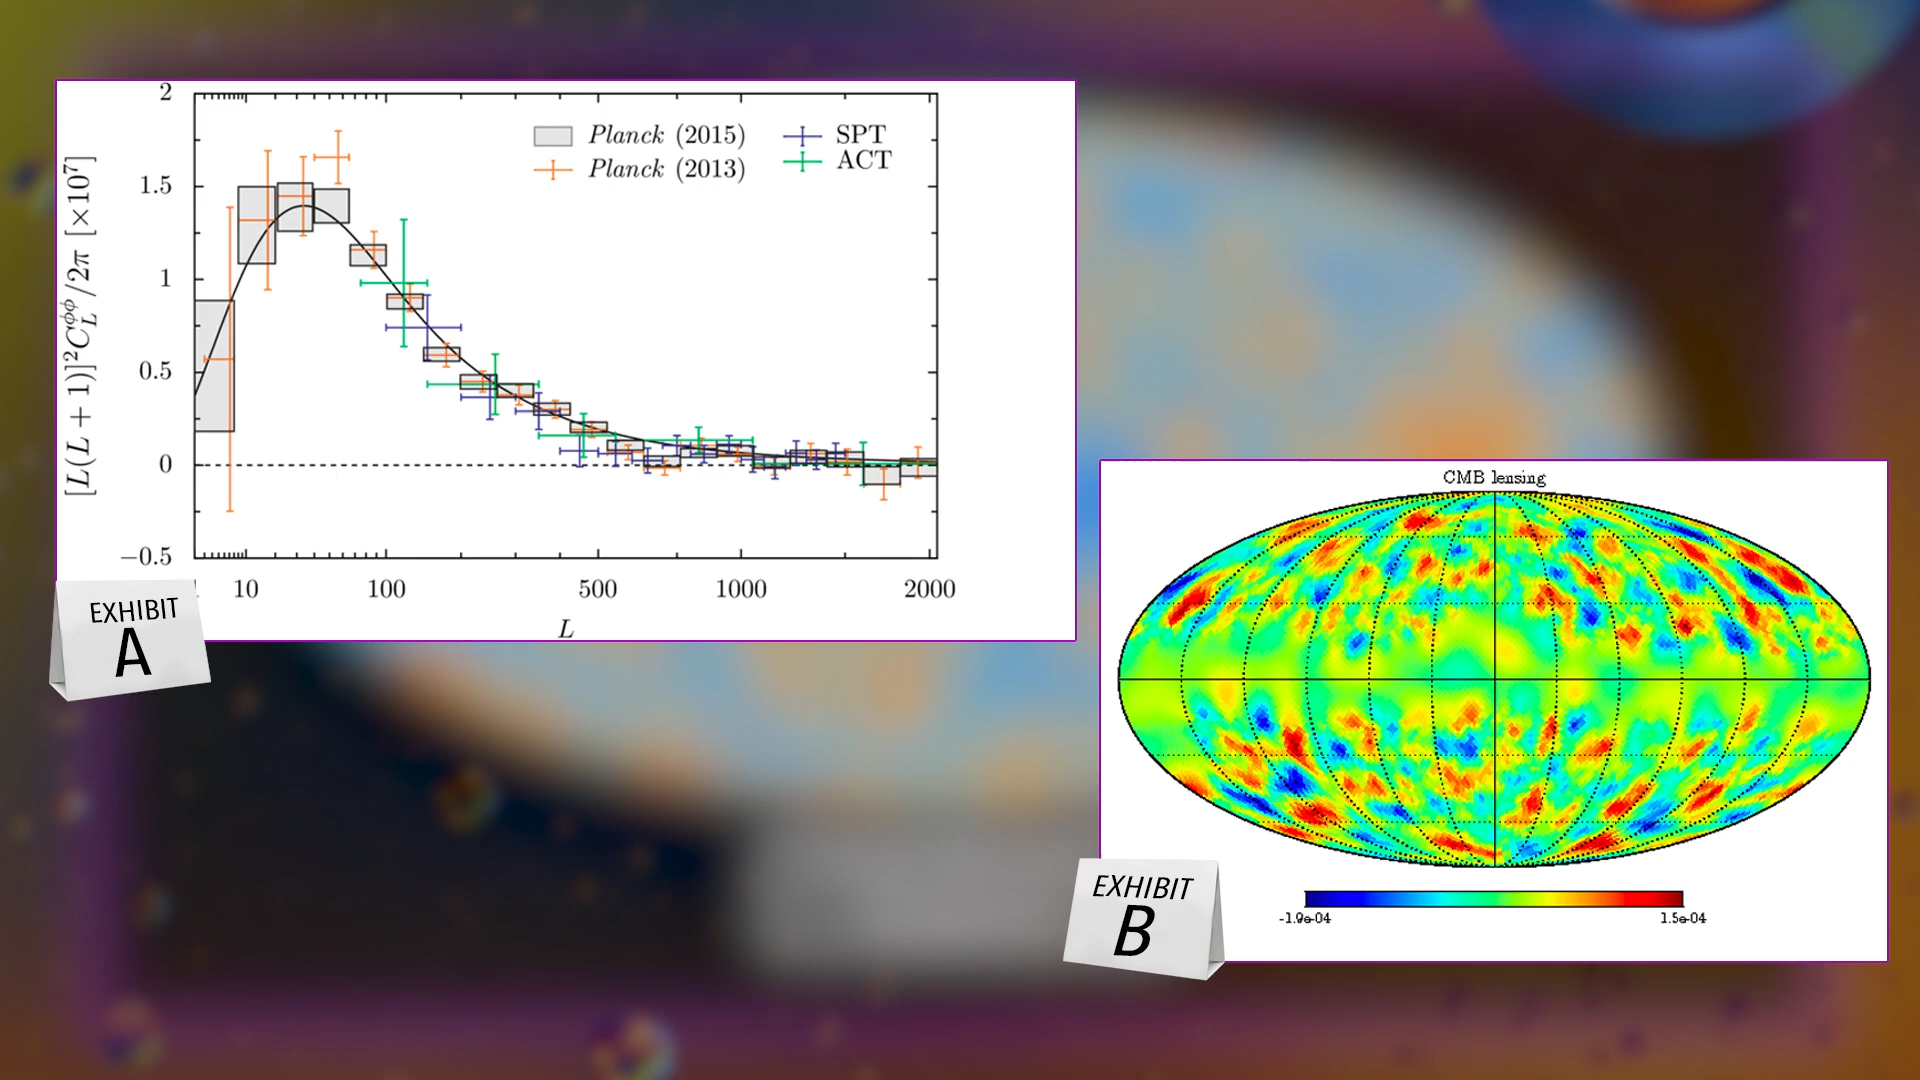 2
1.5
1
0.5
0
−0.5
[L(L + 1)]²C_L^ϕϕ/2π [×10⁷]
Planck (2015)
Planck (2013)
SPT
ACT
10
100
500
1000
2000
L
EXHIBIT
A
CMB lensing
-1.9e-04
1.5e-04
EXHIBIT
B